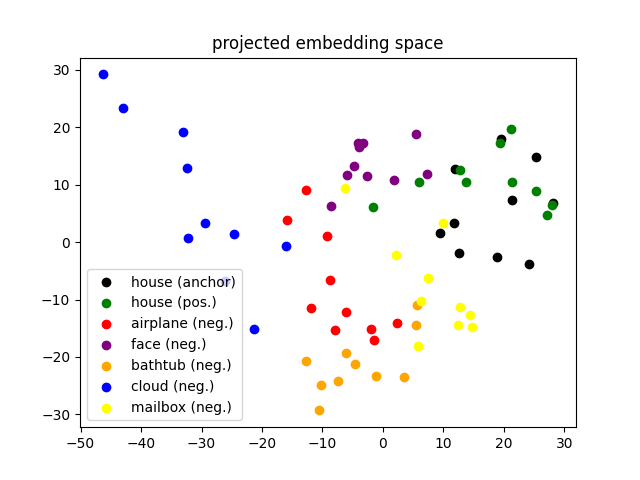 projected embedding space
30
20
10
0
−10
−20
−30
house (anchor)
house (pos.)
airplane (neg.)
face (neg.)
bathtub (neg.)
cloud (neg.)
mailbox (neg.)
−50 −40 −30 −20 −10 0 10 20 30